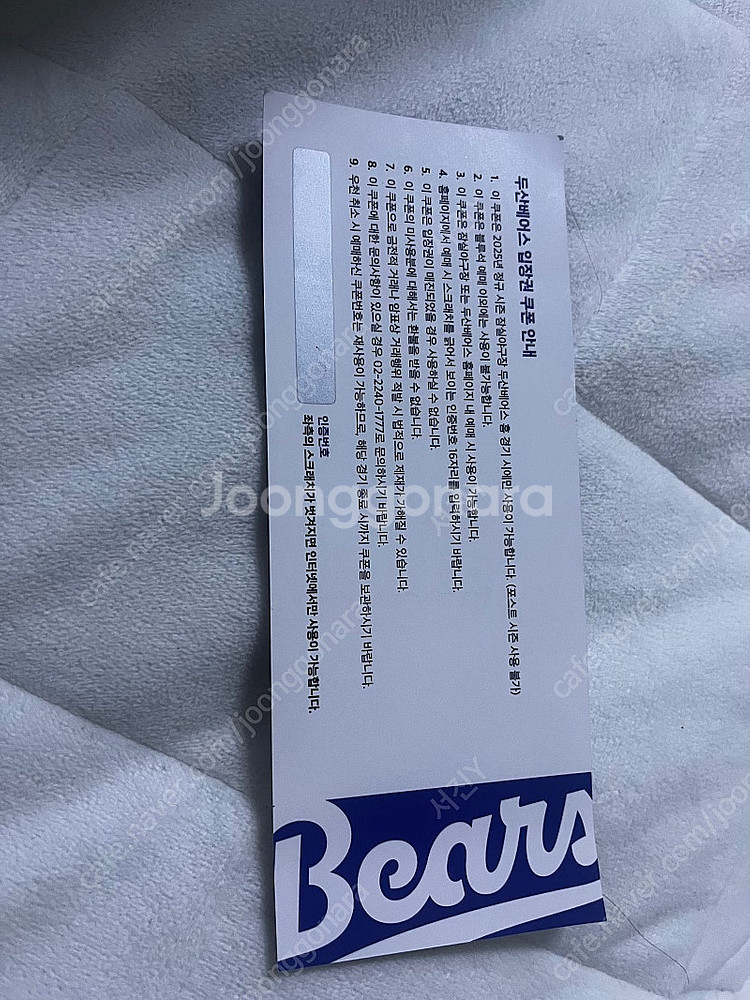 두산베어스 입장권 쿠폰 안내
1. 이 쿠폰은 2025년 정규 시즌 잠실야구장 두산베어스 홈 경기 시에만 사용이 가능합니다. (포스트 시즌 사용 불가)
2. 이 쿠폰은 블루석 예매 이외에는 사용이 불가능합니다.
3. 이 쿠폰은 잠실야구장 또는 두산베어스 홈페이지 내 예매 시 사용이 가능합니다.
4. 홈페이지에서 예매 시 스크래치를 긁어서 보이는 인증번호 16자리를 입력하시기 바랍니다.
5. 이 쿠폰은 입장권이 매진되었을 경우 사용하실 수 없습니다.
6. 이 쿠폰의 미사용분에 대해서는 환불을 받을 수 없습니다.
7. 이 쿠폰으로 금전적 거래나 암표상 거래행위 적발 시 법적으로 제재가 가해질 수 있습니다.
8. 이 쿠폰에 대한 문의사항이 있으실 경우 02-2240-1777로 문의하시기 바랍니다.
9. 우천 취소 시 예매하신 쿠폰번호는 재사용이 가능하므로, 해당 경기 종료 시까지 쿠폰을 보관하시기 바랍니다.
인증번호
좌측의 스크래치가 벗겨지면 인터넷에서만 사용이 가능합니다.
Bears
Joonggonara
서진Y
cafe.naver.com/joonggonara